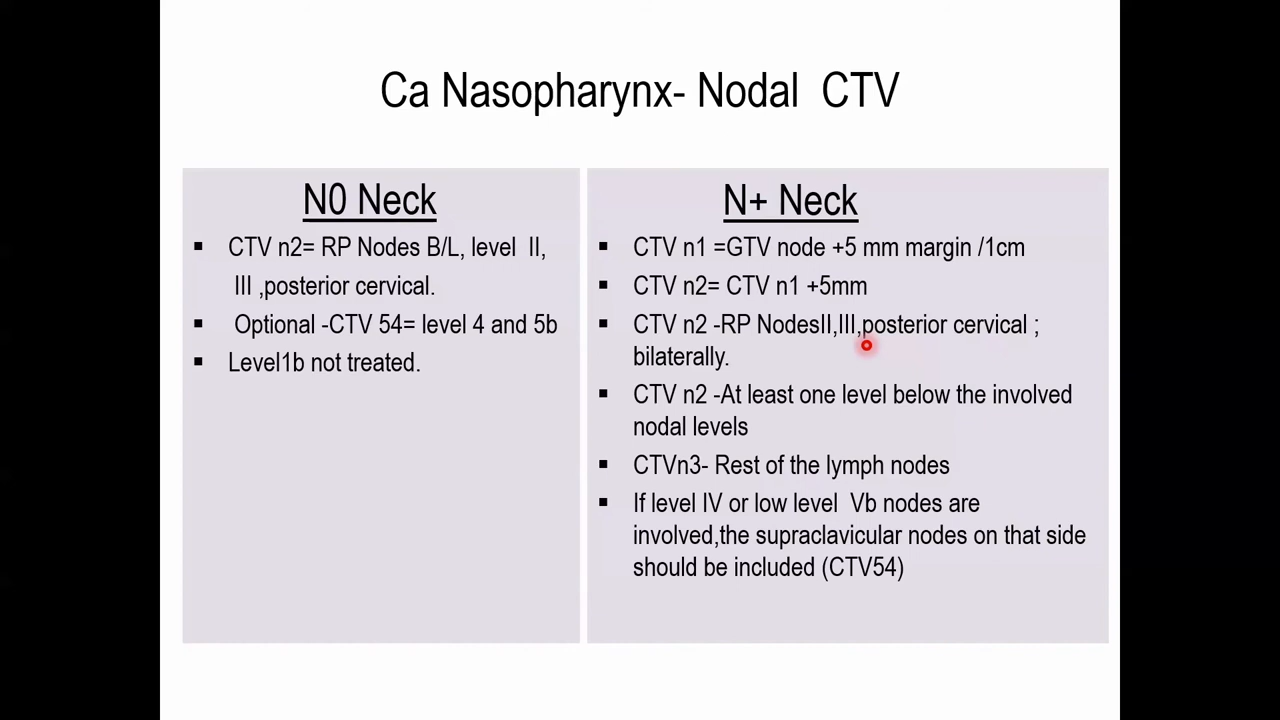 Ca Nasopharynx- Nodal CTV
N0 Neck
▪ CTV n2= RP Nodes B/L, level II,
III ,posterior cervical.
▪ Optional -CTV 54= level 4 and 5b
▪ Level1b not treated.
N+ Neck
▪ CTV n1 =GTV node +5 mm margin /1cm
▪ CTV n2= CTV n1 +5mm
▪ CTV n2 -RP NodesII,III,posterior cervical ;
bilaterally.
▪ CTV n2 -At least one level below the involved
nodal levels
▪ CTVn3- Rest of the lymph nodes
▪ If level IV or low level Vb nodes are
involved,the supraclavicular nodes on that side
should be included (CTV54)